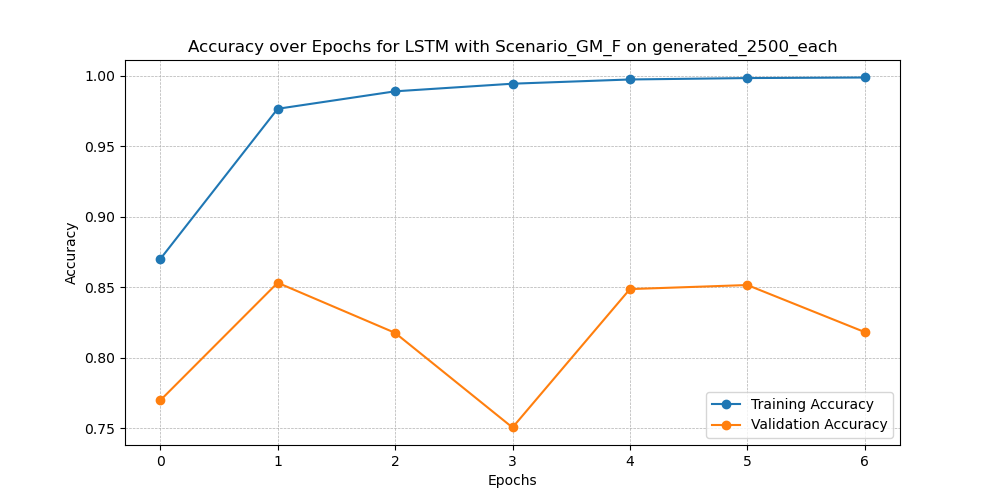 Accuracy over Epochs for LSTM with Scenario_GM_F on generated_2500_each
Accuracy
1.00
0.95
0.90
0.85
0.80
0.75
0 1 2 3 4 5 6
Epochs
Training Accuracy
Validation Accuracy